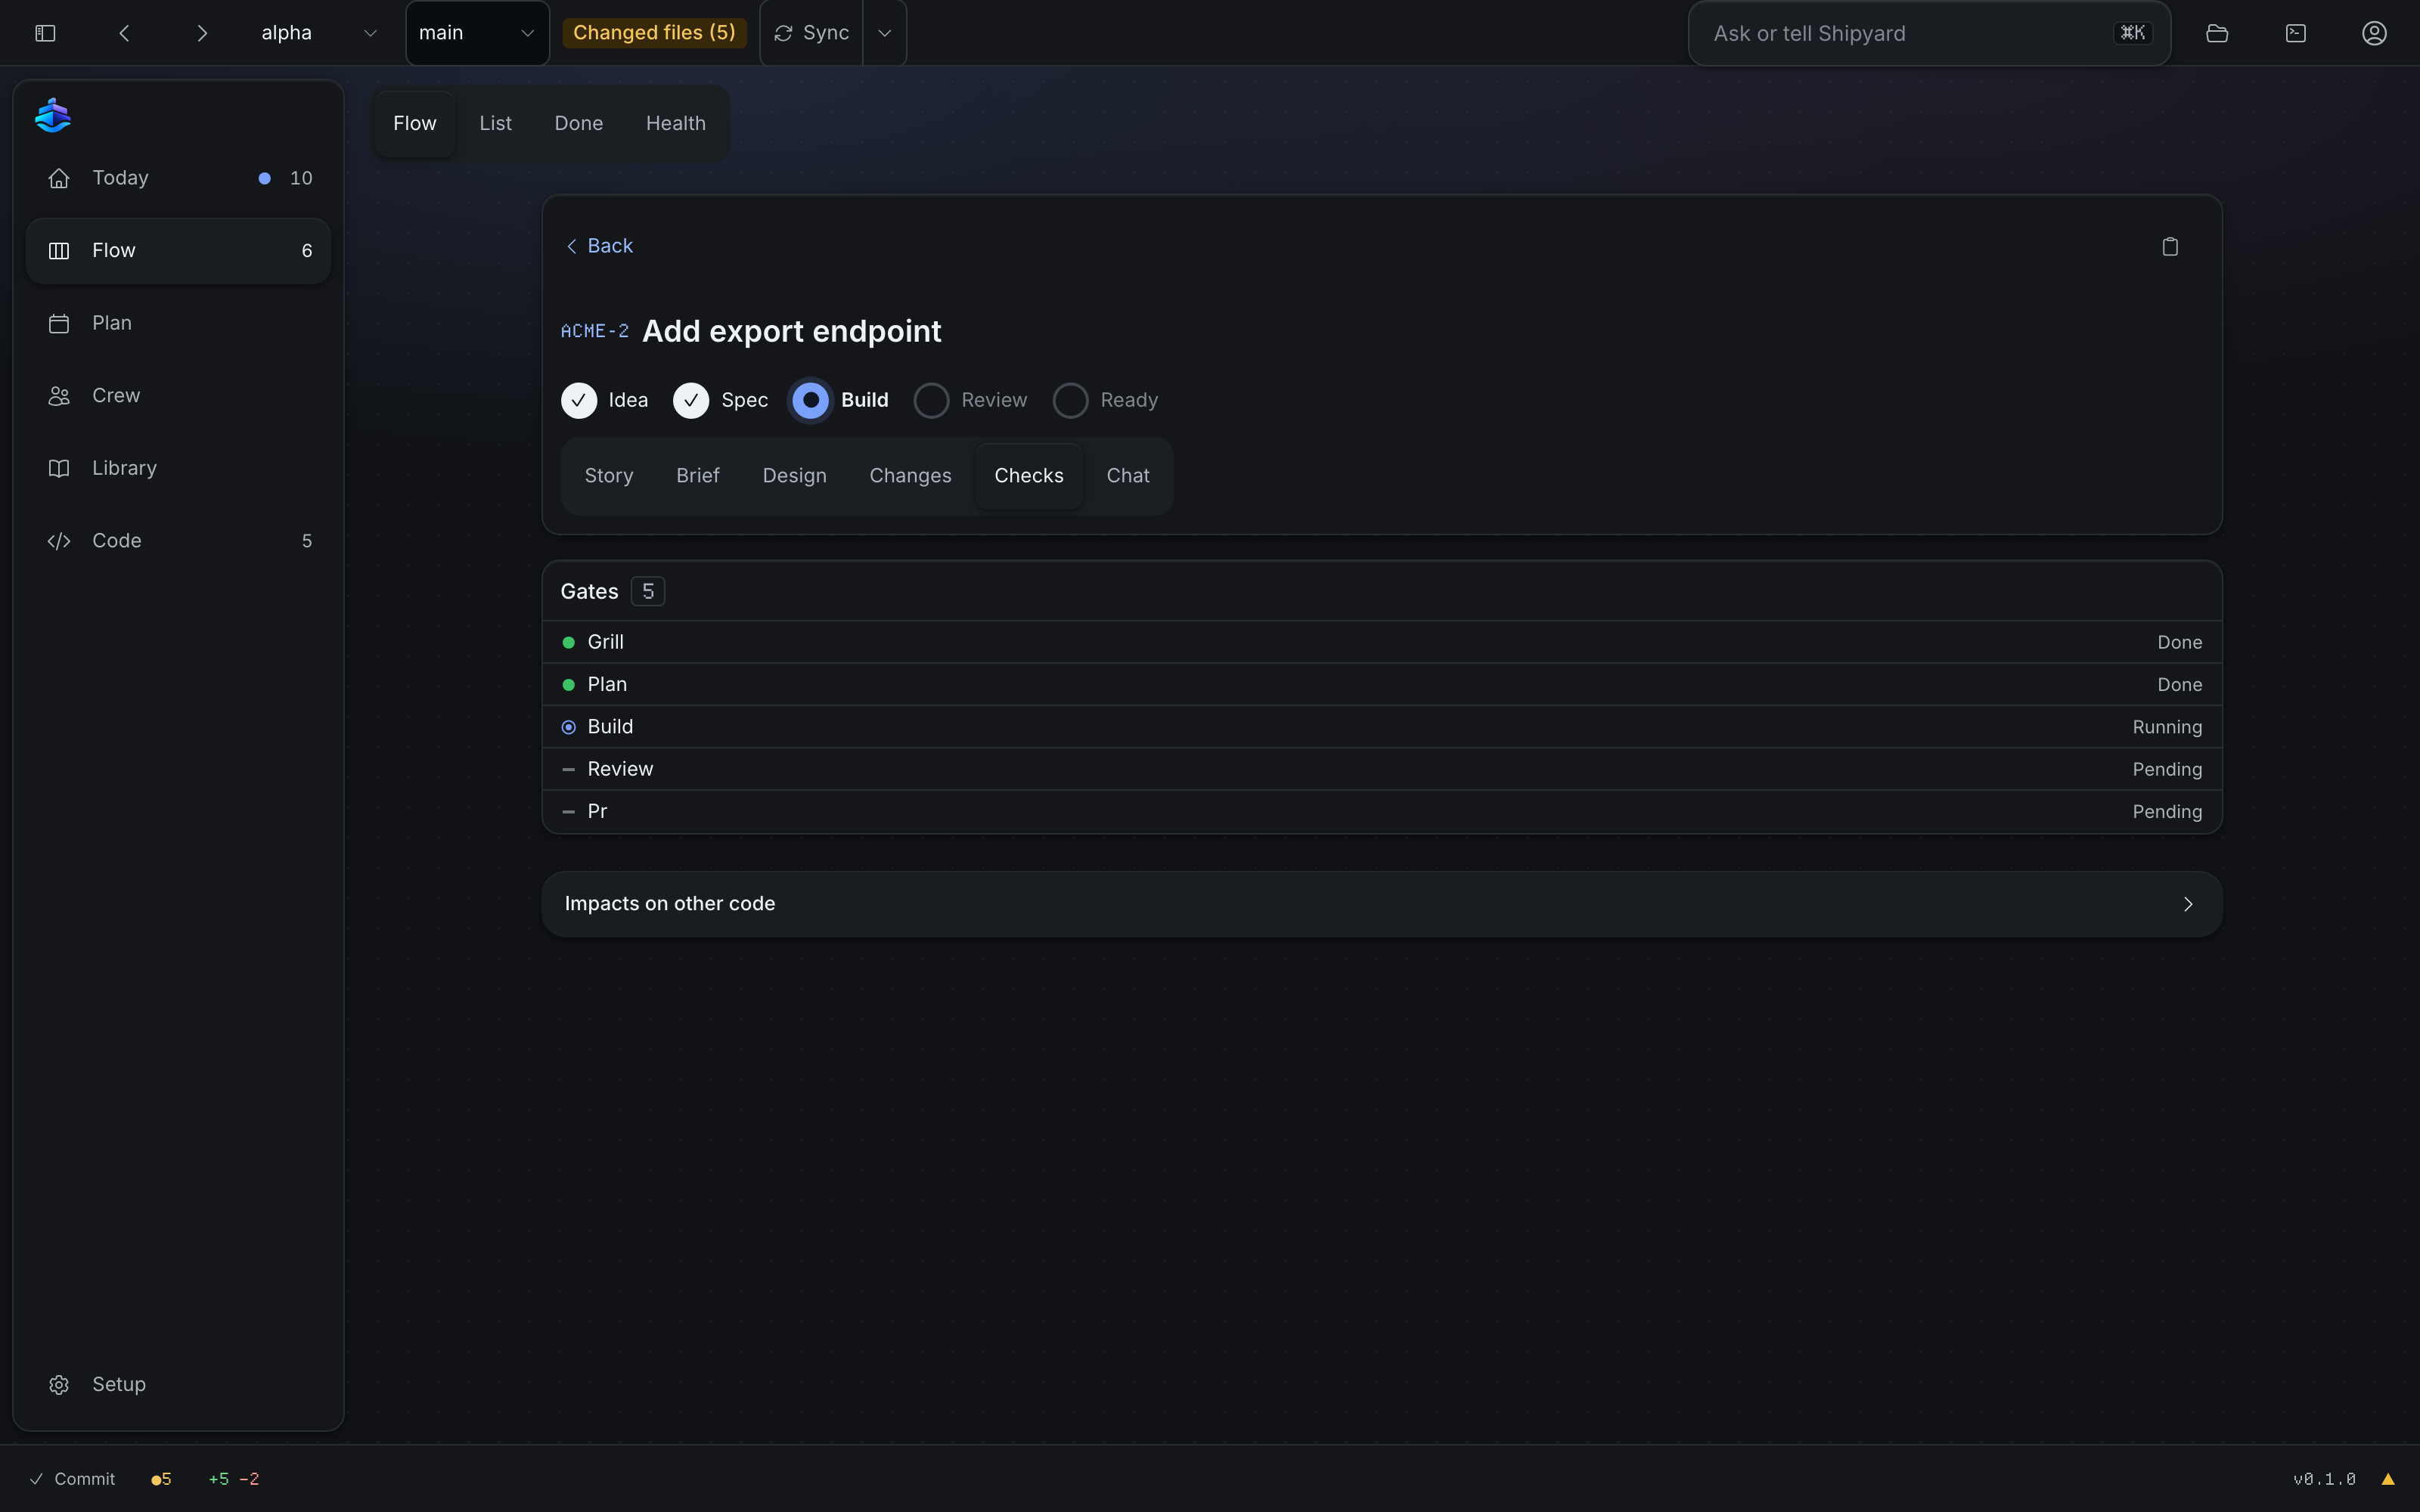 alpha main Changed files (5) Sync Ask or tell Shipyard ⌘K
Today 10
Flow 6
Plan
Crew
Library
Code 5
Setup
Flow List Done Health
Back
ACME-2 Add export endpoint
Idea Spec Build Review Ready
Story Brief Design Changes Checks Chat
Gates 5
Grill Done
Plan Done
Build Running
Review Pending
Pr Pending
Impacts on other code
Commit 5 +5 -2 v0.1.0